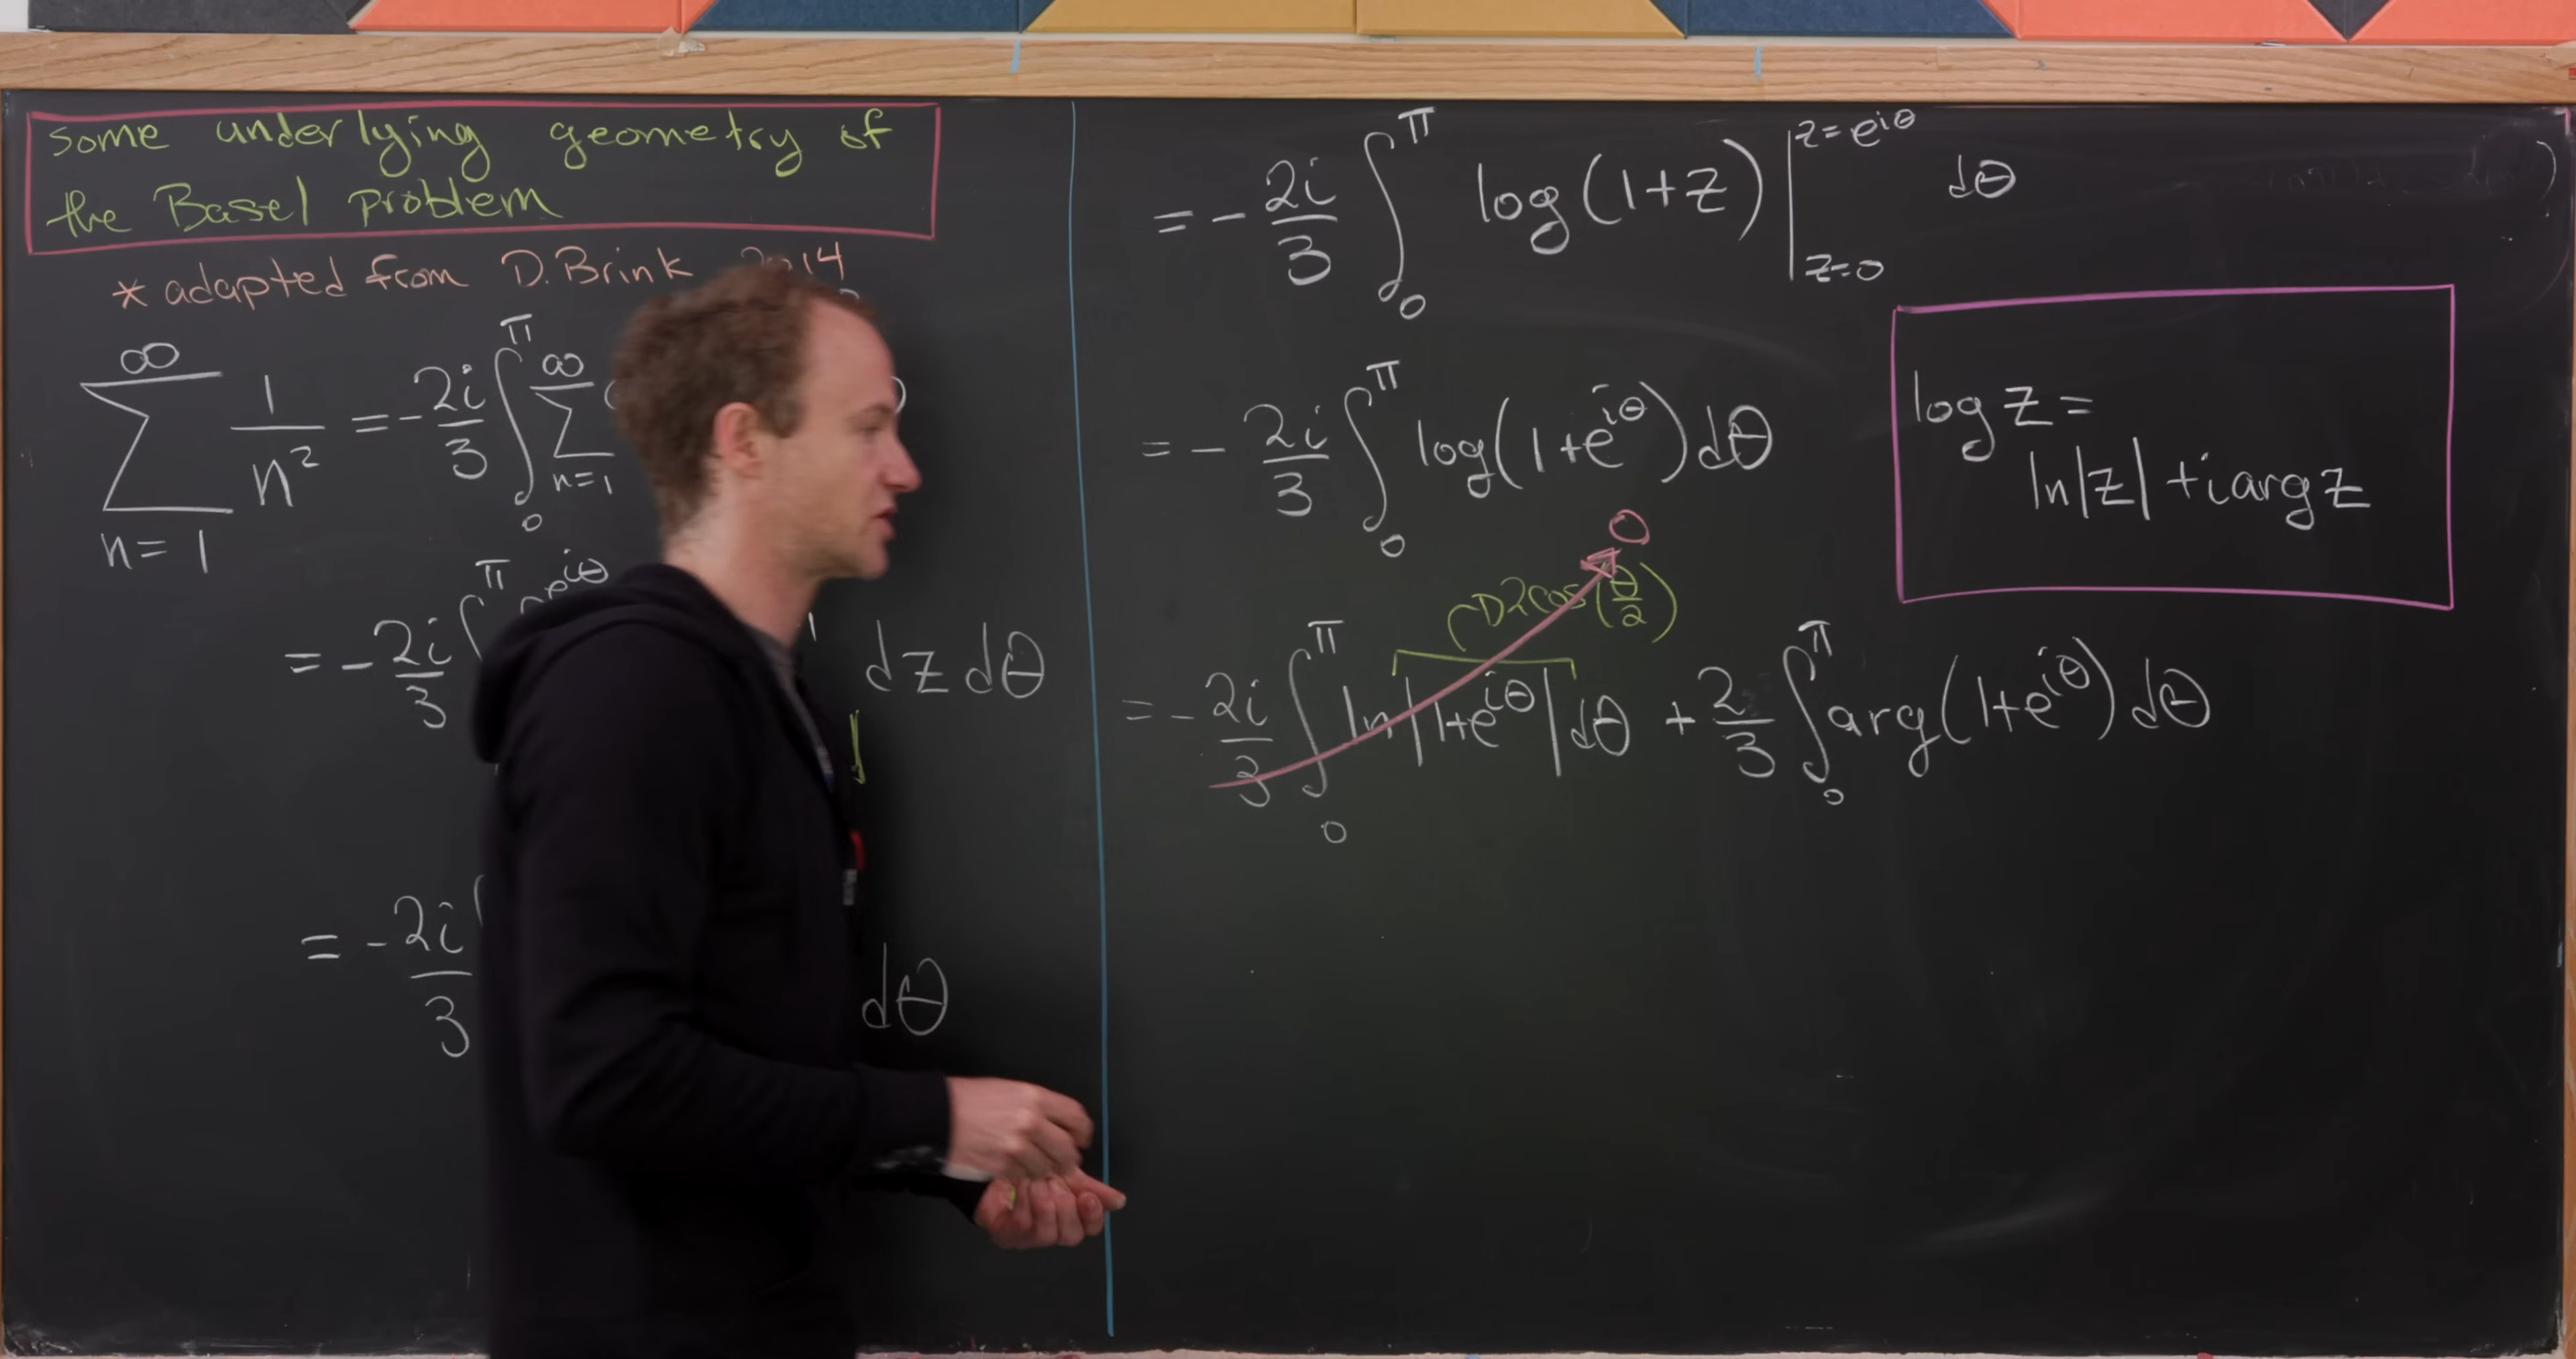 some underlying geometry of
the Basel problem
* adapted from D. Brink 2014
∞ Σ n=1 1/n² = -2i/3 ∫₀^π ∞ Σ n=1
= -2i/3 ∫^π e^{iθ} dz dθ
= -2i/3 dθ
= -2i/3 ∫₀^π log(1+z) |_{z=0}^{z=e^{iθ}} dθ
= -2i/3 ∫₀^π log(1+e^{iθ}) dθ
0
2cos(θ/2)
= -2i/3 ∫₀^π ln|1+e^{iθ}| dθ + 2/3 ∫₀^π arg(1+e^{iθ}) dθ
log z =
ln|z| + i arg z